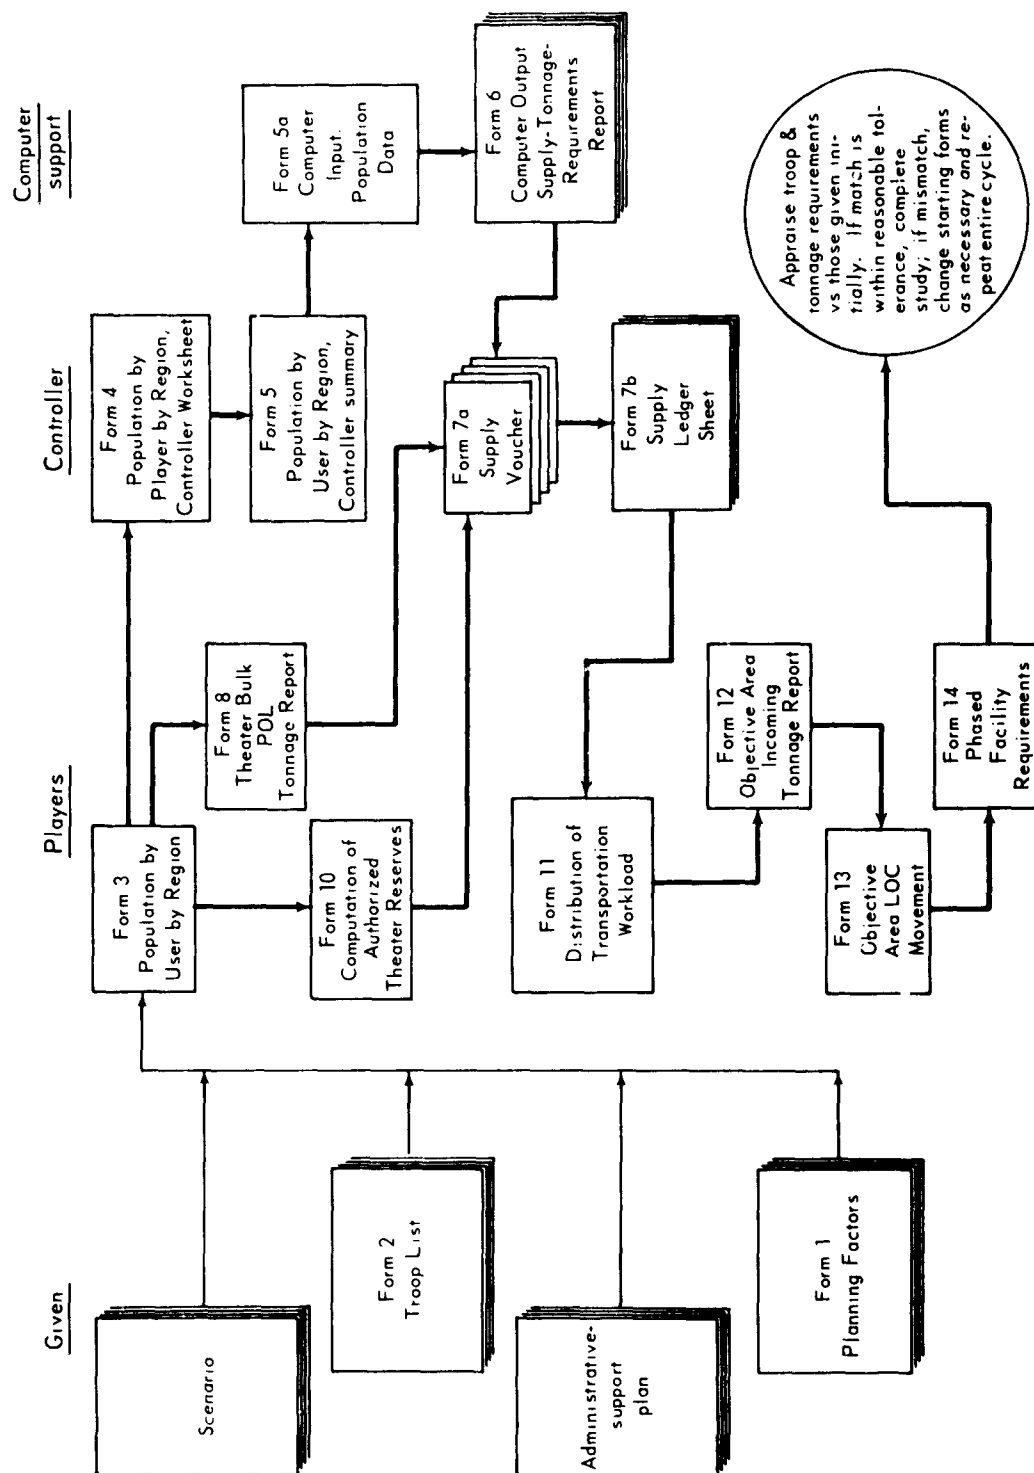 Given
Players
Controller
Computer
support
Scenario
Form 2
Troop List
Administrative-
support
plan
Form 1
Planning Factors
Form 3
Population by
User by Region
Form 8
Theater Bulk
POL
Tonnage Report
Form 10
Computation of
Authorized
Theater Reserves
Form 11
Distribution of
Transportation
Workload
Form 12
Objective Area
Incoming
Tonnage Report
Form 13
Objective
Area LOC
Movement
Form 14
Phased
Facility
Requirements
Form 4
Population by
Player by Region,
Controller Worksheet
Form 5
Population by
User by Region,
Controller summary
Form 7a
Supply
Voucher
Form 7b
Supply
Ledger
Sheet
Form 5a
Computer
Input.
Population
Data
Form 6
Computer Output
Supply-Tonnage-
Requirements
Report
Appraise troop &
tonnage requirements
vs those given ini-
tially. If match is
within reasonable tol-
erance, complete
study; if mismatch,
change starting forms
as necessary and re-
peat entire cycle.